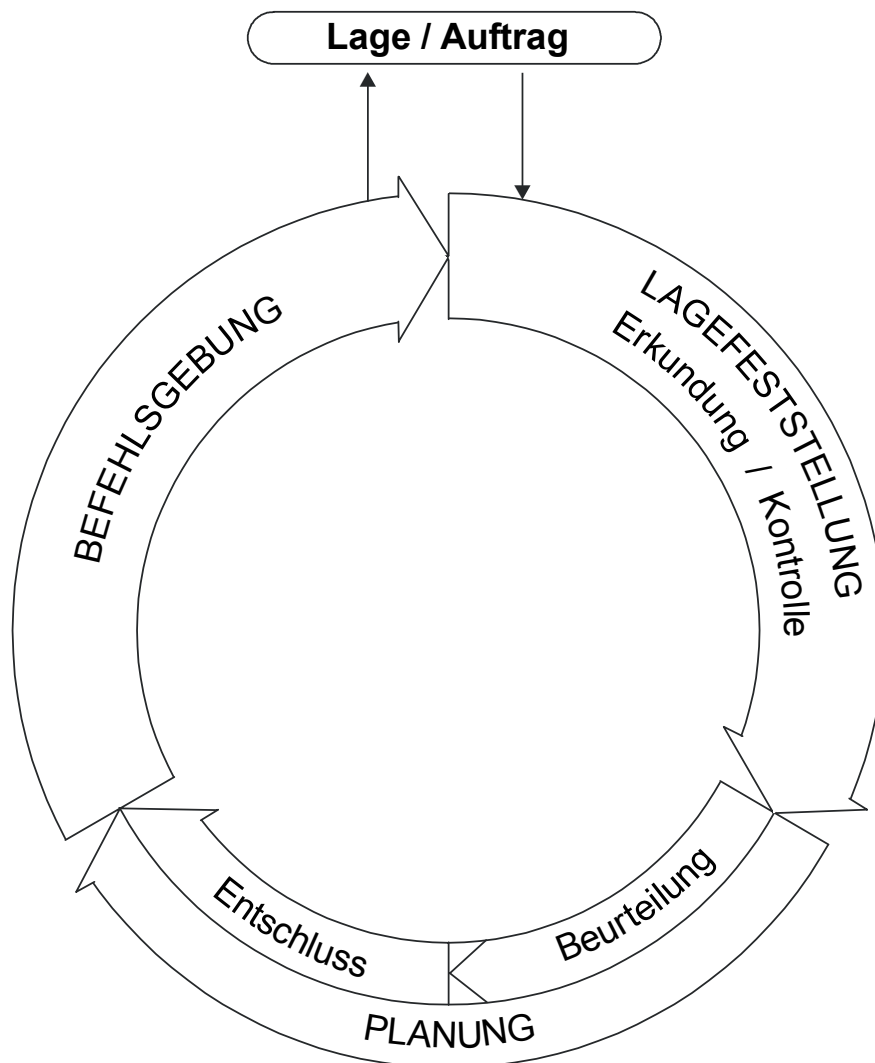 Lage / Auftrag
LAGEFESTSTELLUNG
Erkundung / Kontrolle
Beurteilung
Entschluss
PLANUNG
BEFEHLSGEBUNG